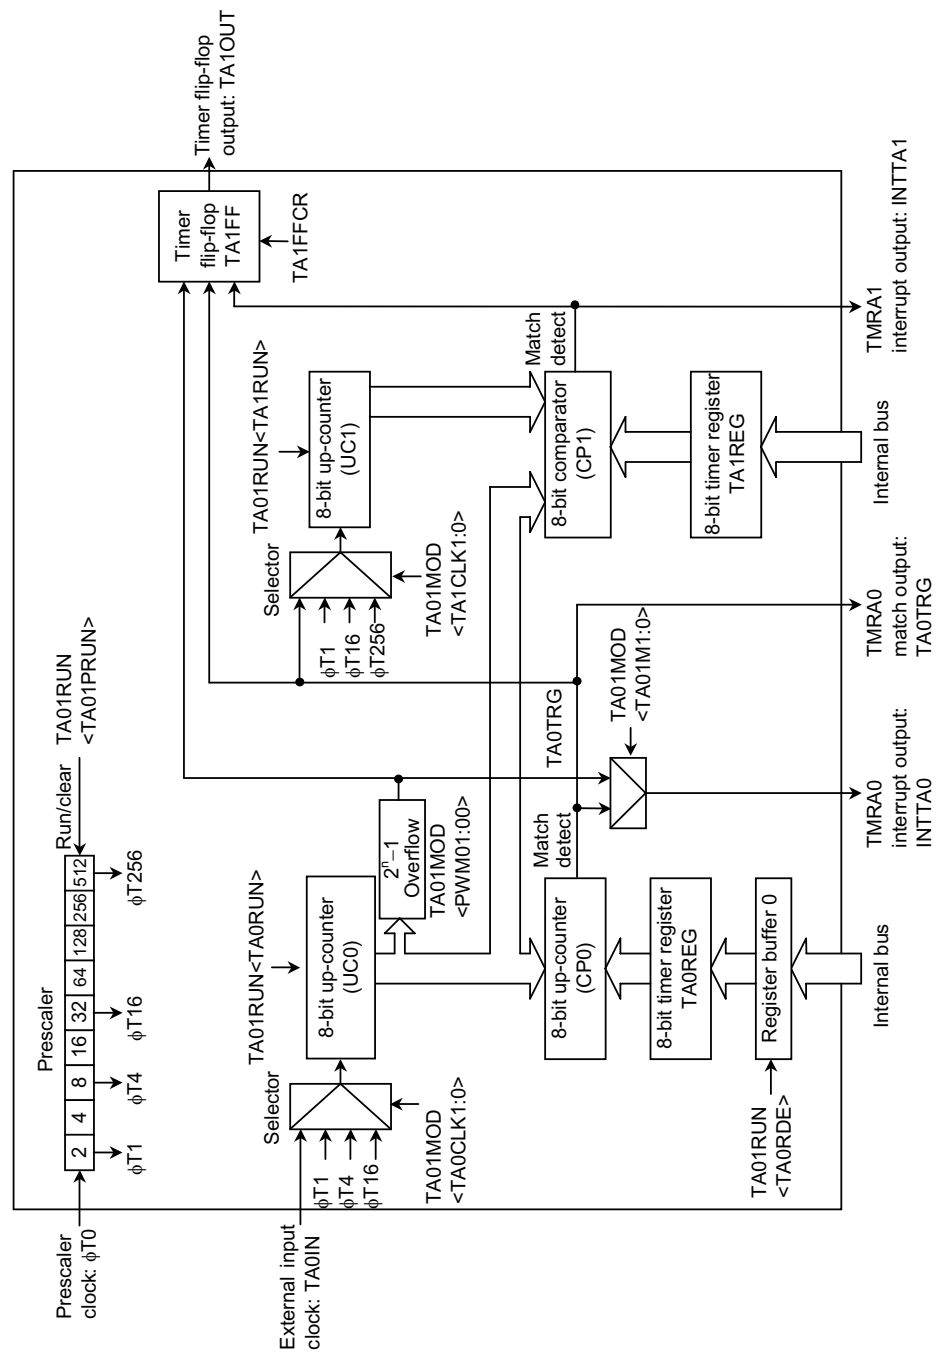 Prescaler
clock: φT0
Prescaler
2 4 8 16 32 64 128 256 512
φT1
φT4
φT16
φT256
Run/clear
TA01RUN
<TA01PRUN>
External input
clock: TA0IN
φT1
φT4
φT16
Selector
TA01MOD
<TA0CLK1:0>
TA01RUN<TA0RUN>
8-bit up-counter
(UC0)
2ⁿ−1
Overflow
TA01MOD
<PWM01:00>
8-bit up-counter
(CP0)
Match
detect
8-bit timer register
TA0REG
Register buffer 0
TA01RUN
<TA0RDE>
Internal bus
TA0TRG
TA01MOD
<TA01M1:0>
TMRA0
interrupt output:
INTTA0
TMRA0
match output:
TA0TRG
Selector
φT1
φT16
φT256
TA01MOD
<TA1CLK1:0>
TA01RUN<TA1RUN>
8-bit up-counter
(UC1)
8-bit comparator
(CP1)
Match
detect
8-bit timer register
TA1REG
Internal bus
TMRA1
interrupt output: INTTA1
Timer
flip-flop
TA1FF
TA1FFCR
Timer flip-flop
output: TA1OUT